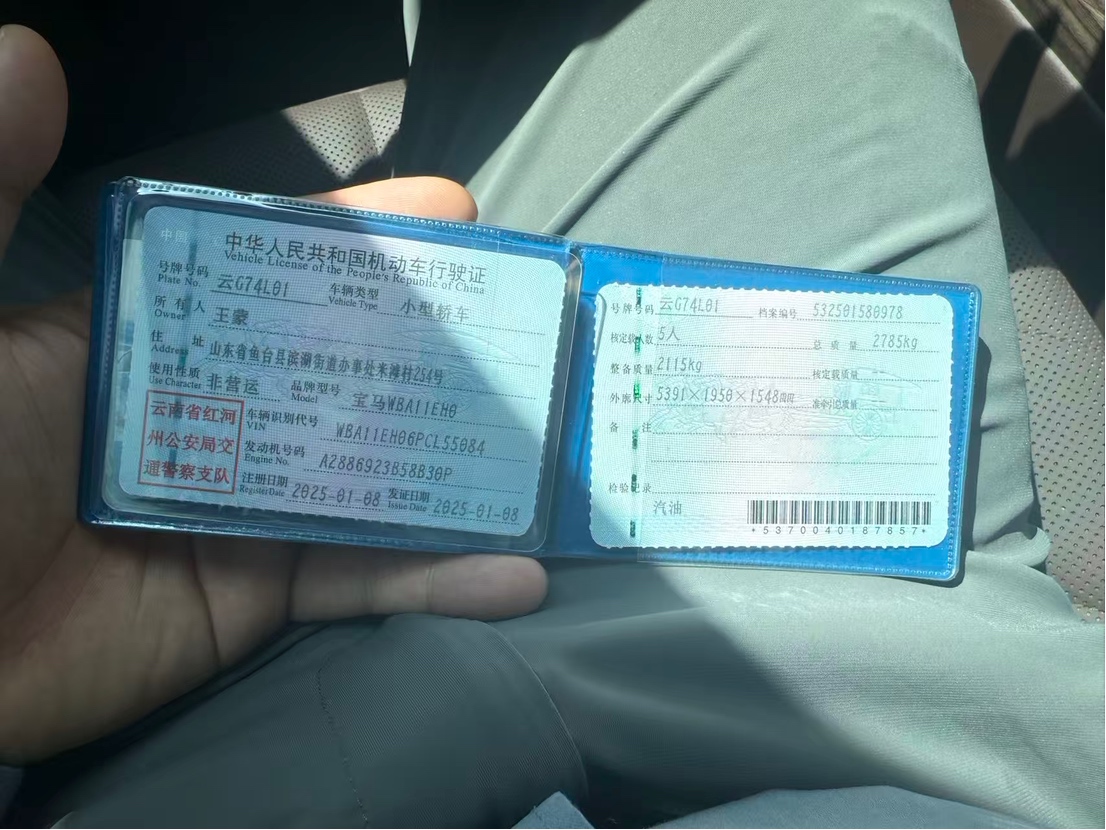 中国
中华人民共和国机动车行驶证
Vehicle License of the People's Republic of China
号牌号码 Plate No. 云G74L01 车辆类型 Vehicle Type 小型轿车
所有人 Owner 王蒙
住址 Address 山东省鱼台县滨湖街道办事处米滩村254号
使用性质 Use Character 非营运 品牌型号 Model 宝马WBA11EH0
云南省红河
州公安局交
通警察支队
车辆识别代号 VIN WBA11EH06PCL55084
发动机号码 Engine No. A2886923B58B30P
注册日期 Register Date 2025-01-08 发证日期 Issue Date 2025-01-08
号牌号码 云G74L01 档案编号 532501580978
核定载人数 5人 总质量 2785kg
整备质量 2115kg 核定载质量
外廓尺寸 5391×1950×1548mm 准牵引总质量
备注
检验记录
汽油
*5370040187857*